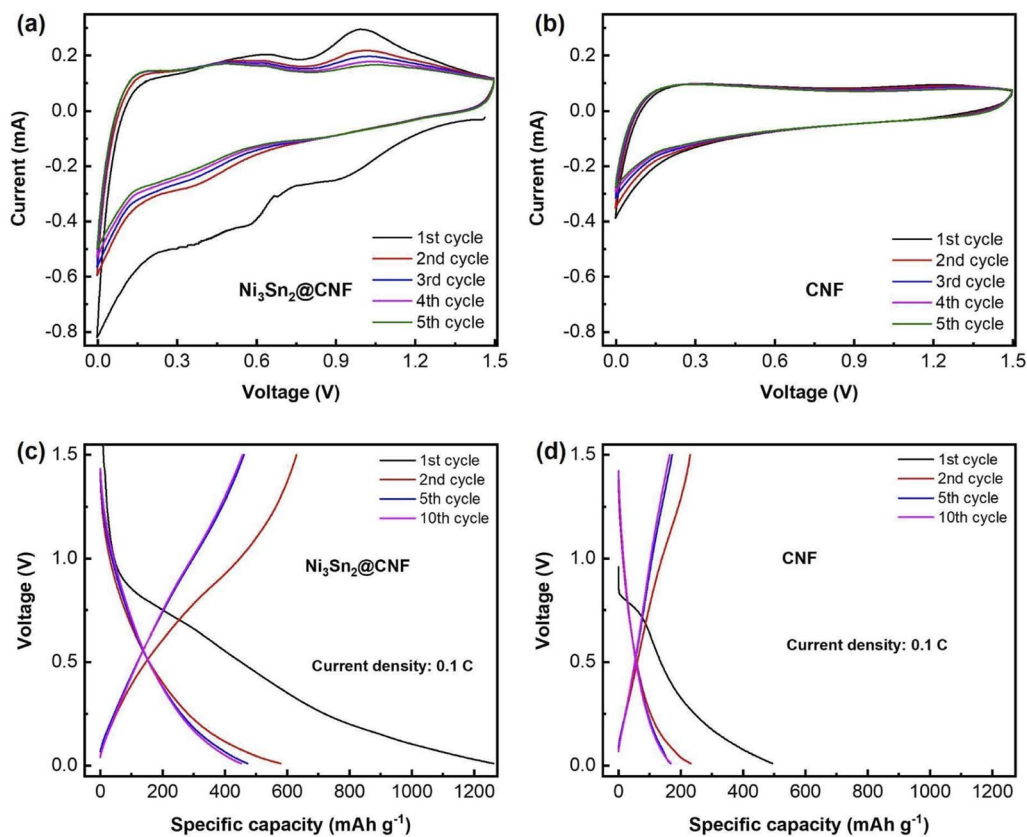 (a)
Current (mA)
0.2
0.0
-0.2
-0.4
-0.6
-0.8
1st cycle
2nd cycle
3rd cycle
4th cycle
5th cycle
Ni₃Sn₂@CNF
0.0 0.3 0.6 0.9 1.2 1.5
Voltage (V)
(b)
Current (mA)
0.2
0.0
-0.2
-0.4
-0.6
-0.8
1st cycle
2nd cycle
3rd cycle
4th cycle
5th cycle
CNF
0.0 0.3 0.6 0.9 1.2 1.5
Voltage (V)
(c)
Voltage (V)
1.5
1.0
0.5
0.0
1st cycle
2nd cycle
5th cycle
10th cycle
Ni₃Sn₂@CNF
Current density: 0.1 C
0 200 400 600 800 1000 1200
Specific capacity (mAh g⁻¹)
(d)
Voltage (V)
1.5
1.0
0.5
0.0
1st cycle
2nd cycle
5th cycle
10th cycle
CNF
Current density: 0.1 C
0 200 400 600 800 1000 1200
Specific capacity (mAh g⁻¹)